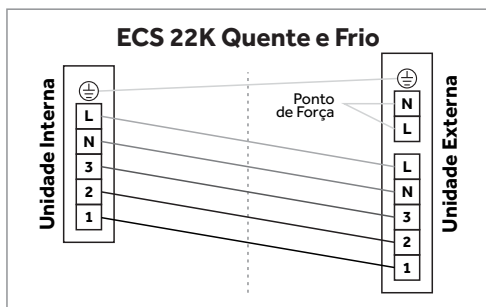 ECS 22K Quente e Frio
Unidade Interna
L
N
3
2
1
Ponto
de Força
N
L
L
N
3
2
1
Unidade Externa